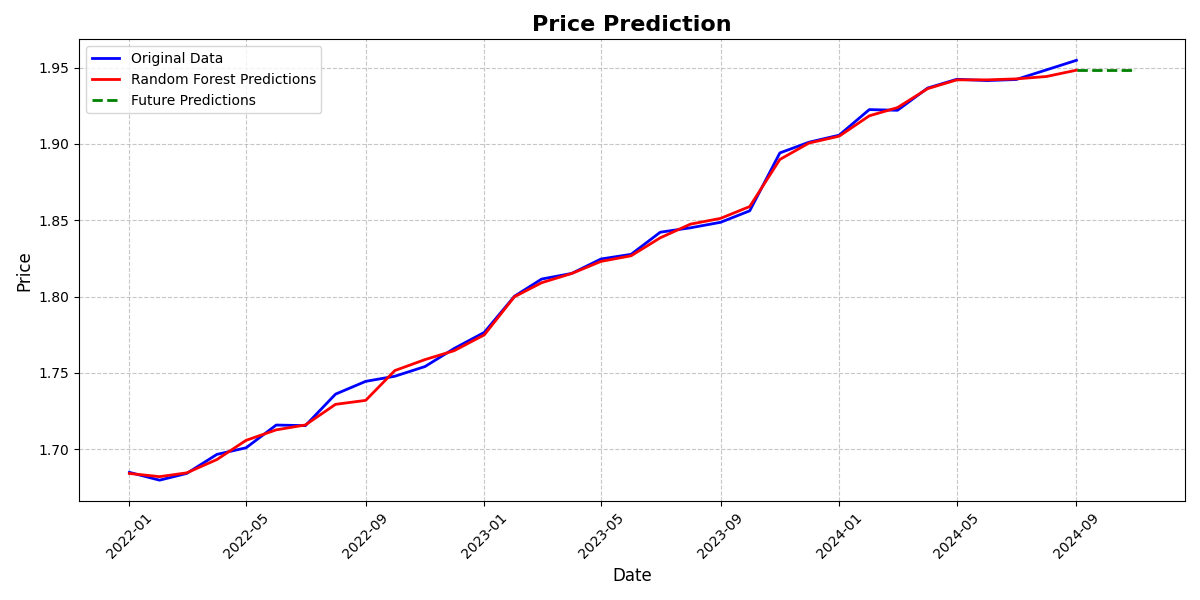 Price Prediction
Original Data
Random Forest Predictions
Future Predictions
Price
1.95
1.90
1.85
1.80
1.75
1.70
2022-01
2022-05
2022-09
2023-01
2023-05
2023-09
2024-01
2024-05
2024-09
Date